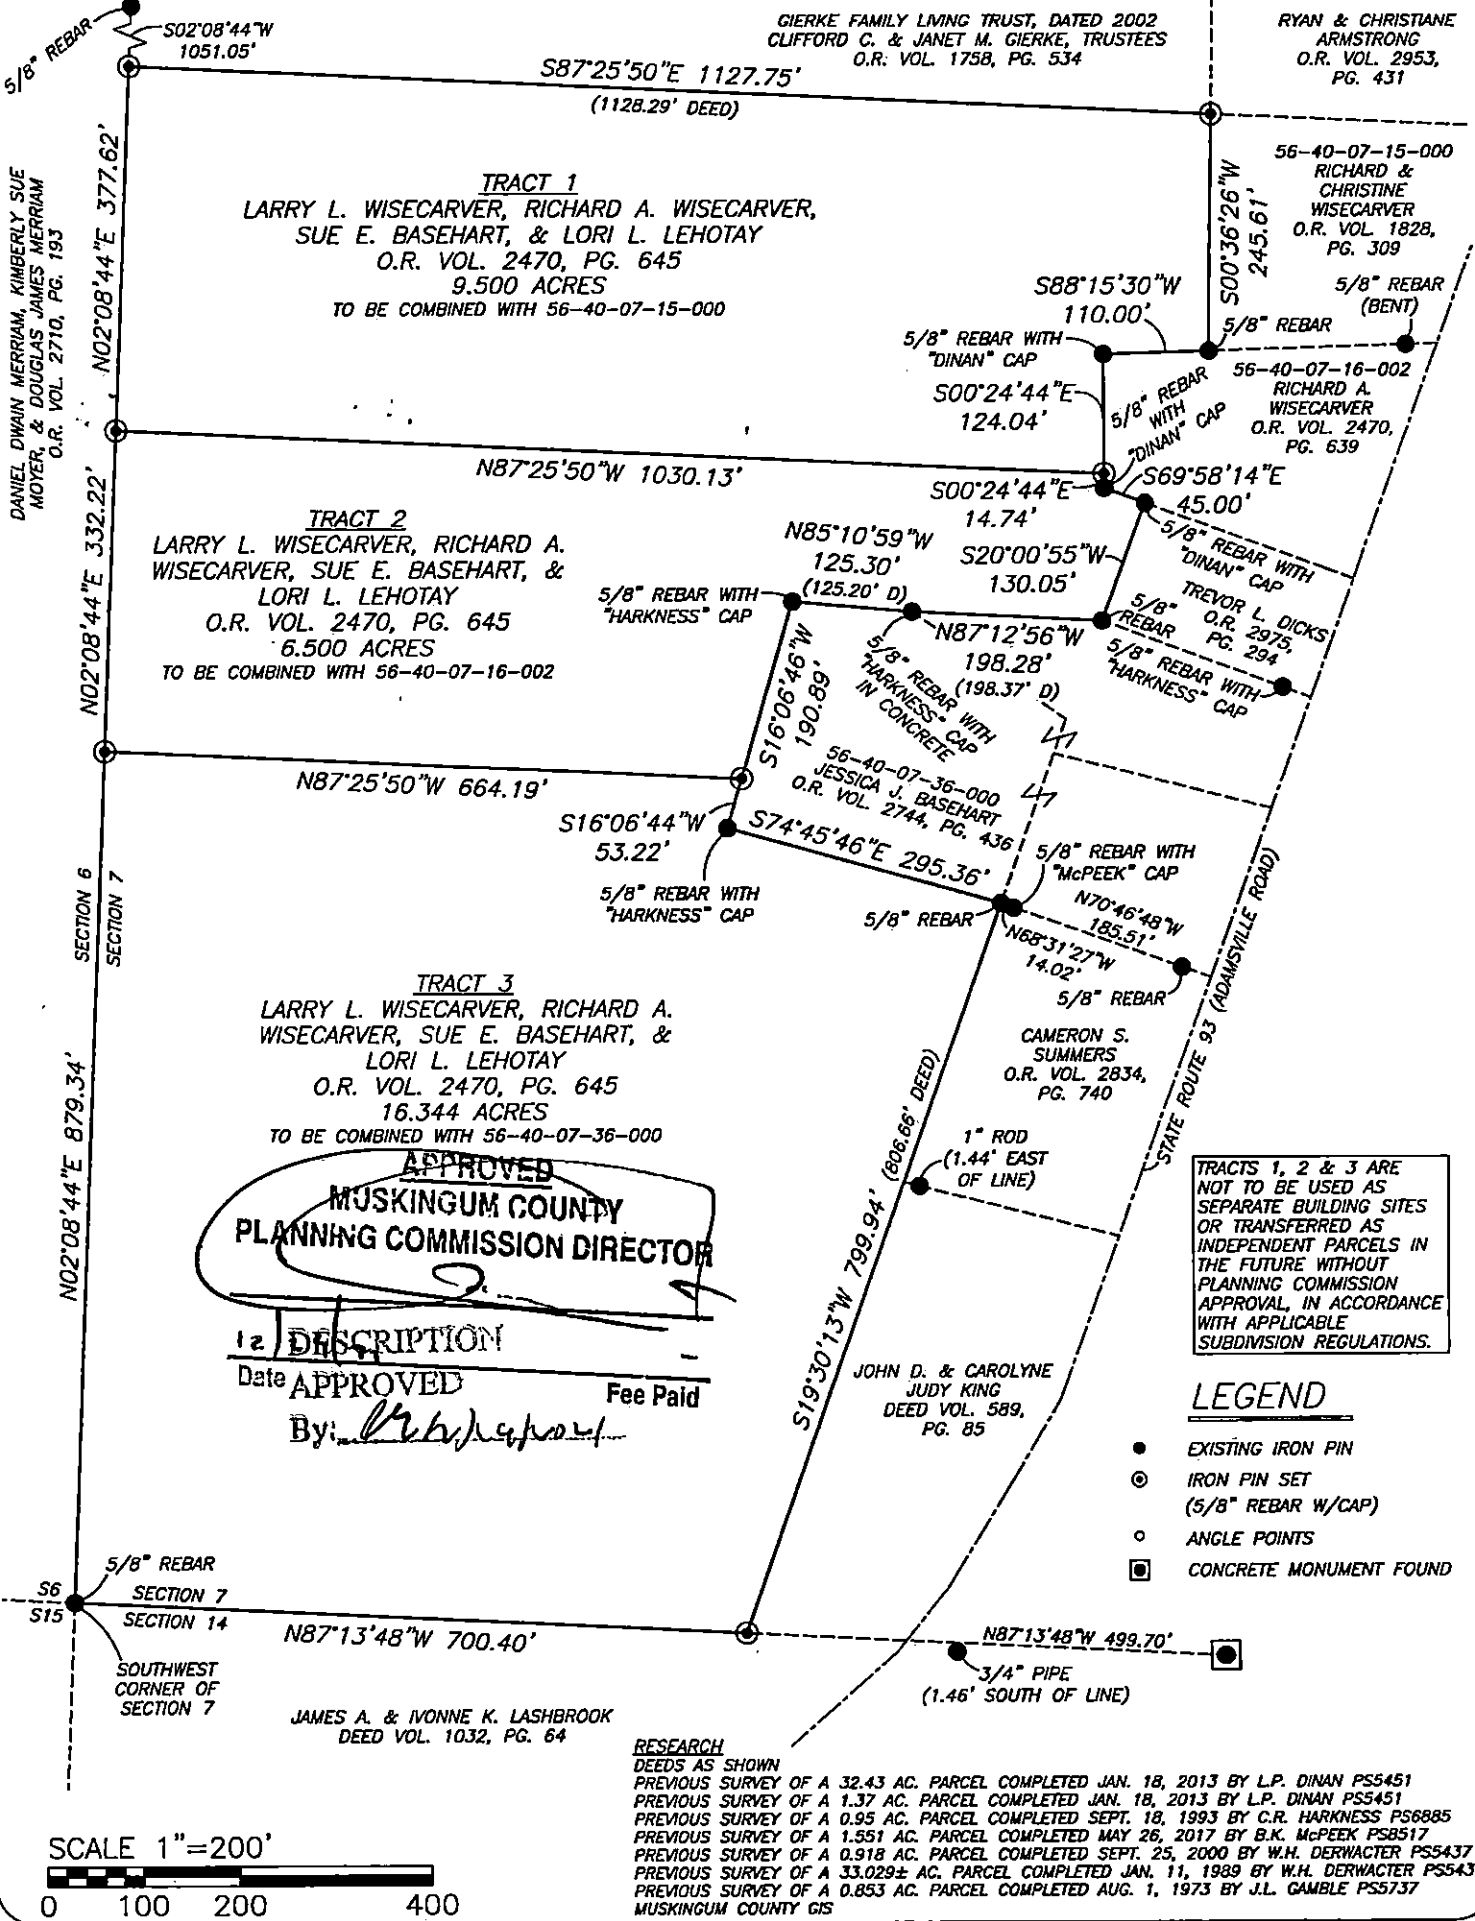 5/8" REBAR
S02°08'44"W
1051.05'
GIERKE FAMILY LIVING TRUST, DATED 2002
CLIFFORD C. & JANET M. GIERKE, TRUSTEES
O.R. VOL. 1758, PG. 534
RYAN & CHRISTIANE
ARMSTRONG
O.R. VOL. 2953,
PG. 431
S87°25'50"E 1127.75'
(1128.29' DEED)
N02°08'44"E 377.62'
DANIEL DWAIN MERRIAM, KIMBERLY SUE
MOYER, & DOUGLAS JAMES MERRIAM
O.R. VOL. 2710, PG. 193
TRACT 1
LARRY L. WISECARVER, RICHARD A. WISECARVER,
SUE E. BASEHART, & LORI L. LEHOTAY
O.R. VOL. 2470, PG. 645
9.500 ACRES
TO BE COMBINED WITH 56-40-07-15-000
S00°36'26"W
245.61'
56-40-07-15-000
RICHARD &
CHRISTINE
WISECARVER
O.R. VOL. 1828,
PG. 309
5/8" REBAR
(BENT)
S88°15'30"W
110.00'
5/8" REBAR
5/8" REBAR WITH
"DINAN" CAP
S00°24'44"E
124.04'
5/8" REBAR
WITH
"DINAN" CAP
56-40-07-16-002
RICHARD A.
WISECARVER
O.R. VOL. 2470,
PG. 639
N87°25'50"W 1030.13'
S00°24'44"E
14.74'
S69°58'14"E
45.00'
N02°08'44"E 332.22'
TRACT 2
LARRY L. WISECARVER, RICHARD A.
WISECARVER, SUE E. BASEHART, &
LORI L. LEHOTAY
O.R. VOL. 2470, PG. 645
6.500 ACRES
TO BE COMBINED WITH 56-40-07-16-002
N85°10'59"W
125.30'
(125.20' D)
S20°00'55"W
130.05'
5/8" REBAR WITH
"DINAN" CAP
5/8" REBAR WITH
"HARKNESS" CAP
TREVOR L. DICKS
O.R. 2975,
PG. 294
5/8"
REBAR
N87°12'56"W
198.28'
(198.37' D)
5/8" REBAR WITH
"HARKNESS" CAP
5/8" REBAR WITH
"HARKNESS" CAP
IN CONCRETE
S16°06'46"W
190.89'
56-40-07-36-000
JESSICA J. BASEHART
O.R. VOL. 2744, PG. 436
N87°25'50"W 664.19'
S16°06'44"W
53.22'
S74°45'46"E 295.36'
5/8" REBAR WITH
"HARKNESS" CAP
5/8" REBAR WITH
"McPEEK" CAP
5/8" REBAR
N70°46'48"W
185.51'
N68°31'27"W
14.02'
5/8" REBAR
STATE ROUTE 93 (ADAMSVILLE ROAD)
SECTION 6
SECTION 7
TRACT 3
LARRY L. WISECARVER, RICHARD A.
WISECARVER, SUE E. BASEHART, &
LORI L. LEHOTAY
O.R. VOL. 2470, PG. 645
16.344 ACRES
TO BE COMBINED WITH 56-40-07-36-000
CAMERON S.
SUMMERS
O.R. VOL. 2834,
PG. 740
N02°08'44"E 879.34'
S19°30'13"W 799.94' (806.66' DEED)
1" ROD
(1.44' EAST
OF LINE)
APPROVED
MUSKINGUM COUNTY
PLANNING COMMISSION DIRECTOR
12
DESCRIPTION
Date
APPROVED
Fee Paid
By:
TRACTS 1, 2 & 3 ARE
NOT TO BE USED AS
SEPARATE BUILDING SITES
OR TRANSFERRED AS
INDEPENDENT PARCELS IN
THE FUTURE WITHOUT
PLANNING COMMISSION
APPROVAL, IN ACCORDANCE
WITH APPLICABLE
SUBDIVISION REGULATIONS.
JOHN D. & CAROLYNE
JUDY KING
DEED VOL. 589,
PG. 85
LEGEND
EXISTING IRON PIN
IRON PIN SET
(5/8" REBAR W/CAP)
ANGLE POINTS
CONCRETE MONUMENT FOUND
5/8" REBAR
S6
S15
SECTION 7
SECTION 14
N87°13'48"W 700.40'
N87°13'48"W 499.70'
SOUTHWEST
CORNER OF
SECTION 7
3/4" PIPE
(1.46' SOUTH OF LINE)
JAMES A. & IVONNE K. LASHBROOK
DEED VOL. 1032, PG. 64
RESEARCH
DEEDS AS SHOWN
PREVIOUS SURVEY OF A 32.43 AC. PARCEL COMPLETED JAN. 18, 2013 BY L.P. DINAN PS5451
PREVIOUS SURVEY OF A 1.37 AC. PARCEL COMPLETED JAN. 18, 2013 BY L.P. DINAN PS5451
PREVIOUS SURVEY OF A 0.95 AC. PARCEL COMPLETED SEPT. 18, 1993 BY C.R. HARKNESS PS6885
PREVIOUS SURVEY OF A 1.551 AC. PARCEL COMPLETED MAY 26, 2017 BY B.K. McPEEK PS8517
PREVIOUS SURVEY OF A 0.918 AC. PARCEL COMPLETED SEPT. 25, 2000 BY W.H. DERWACTER PS5437
PREVIOUS SURVEY OF A 33.029± AC. PARCEL COMPLETED JAN. 11, 1989 BY W.H. DERWACTER PS543
PREVIOUS SURVEY OF A 0.853 AC. PARCEL COMPLETED AUG. 1, 1973 BY J.L. GAMBLE PS5737
MUSKINGUM COUNTY GIS
SCALE 1"=200'
0 100 200 400